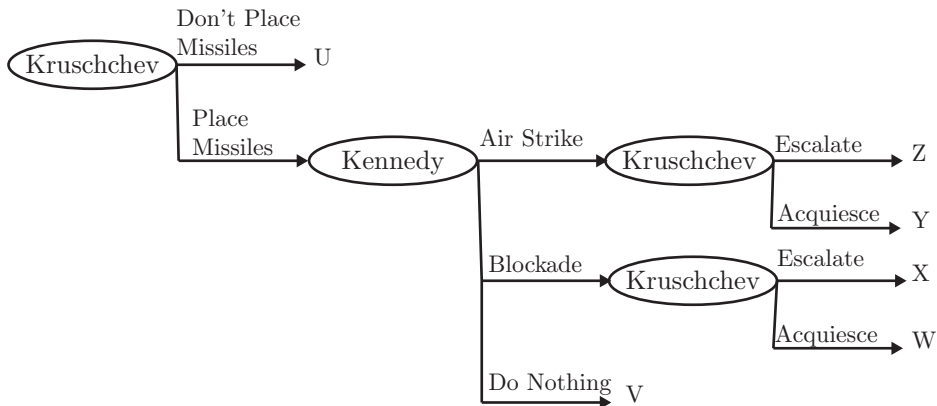 Don't Place
Missiles
Kruschchev
U
Place
Missiles
Kennedy
Air Strike
Kruschchev
Escalate
Z
Acquiesce
Y
Blockade
Kruschchev
Escalate
X
Acquiesce
W
Do Nothing
V